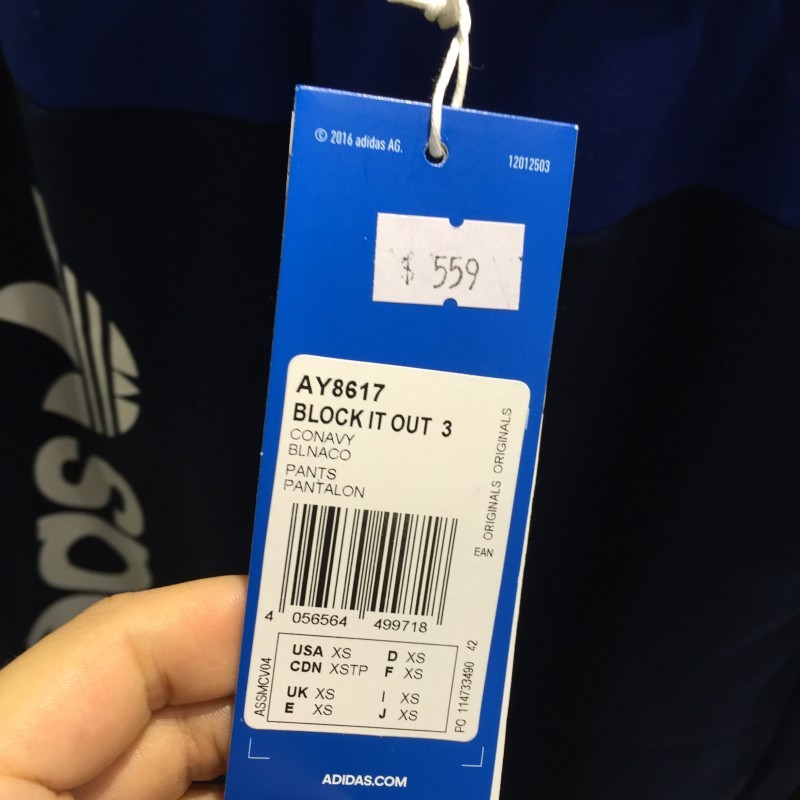 © 2016 adidas AG.
12012503
$ 559
AY8617
BLOCK IT OUT 3
CONAVY
BLNACO
PANTS
PANTALON
ORIGINALS ORIGINALS
EAN
4 056564 499718
USA XS D XS
CDN XSTP F XS
UK XS I XS
E XS J XS
ASSMCV04
PO 114733490 42
ADIDAS.COM